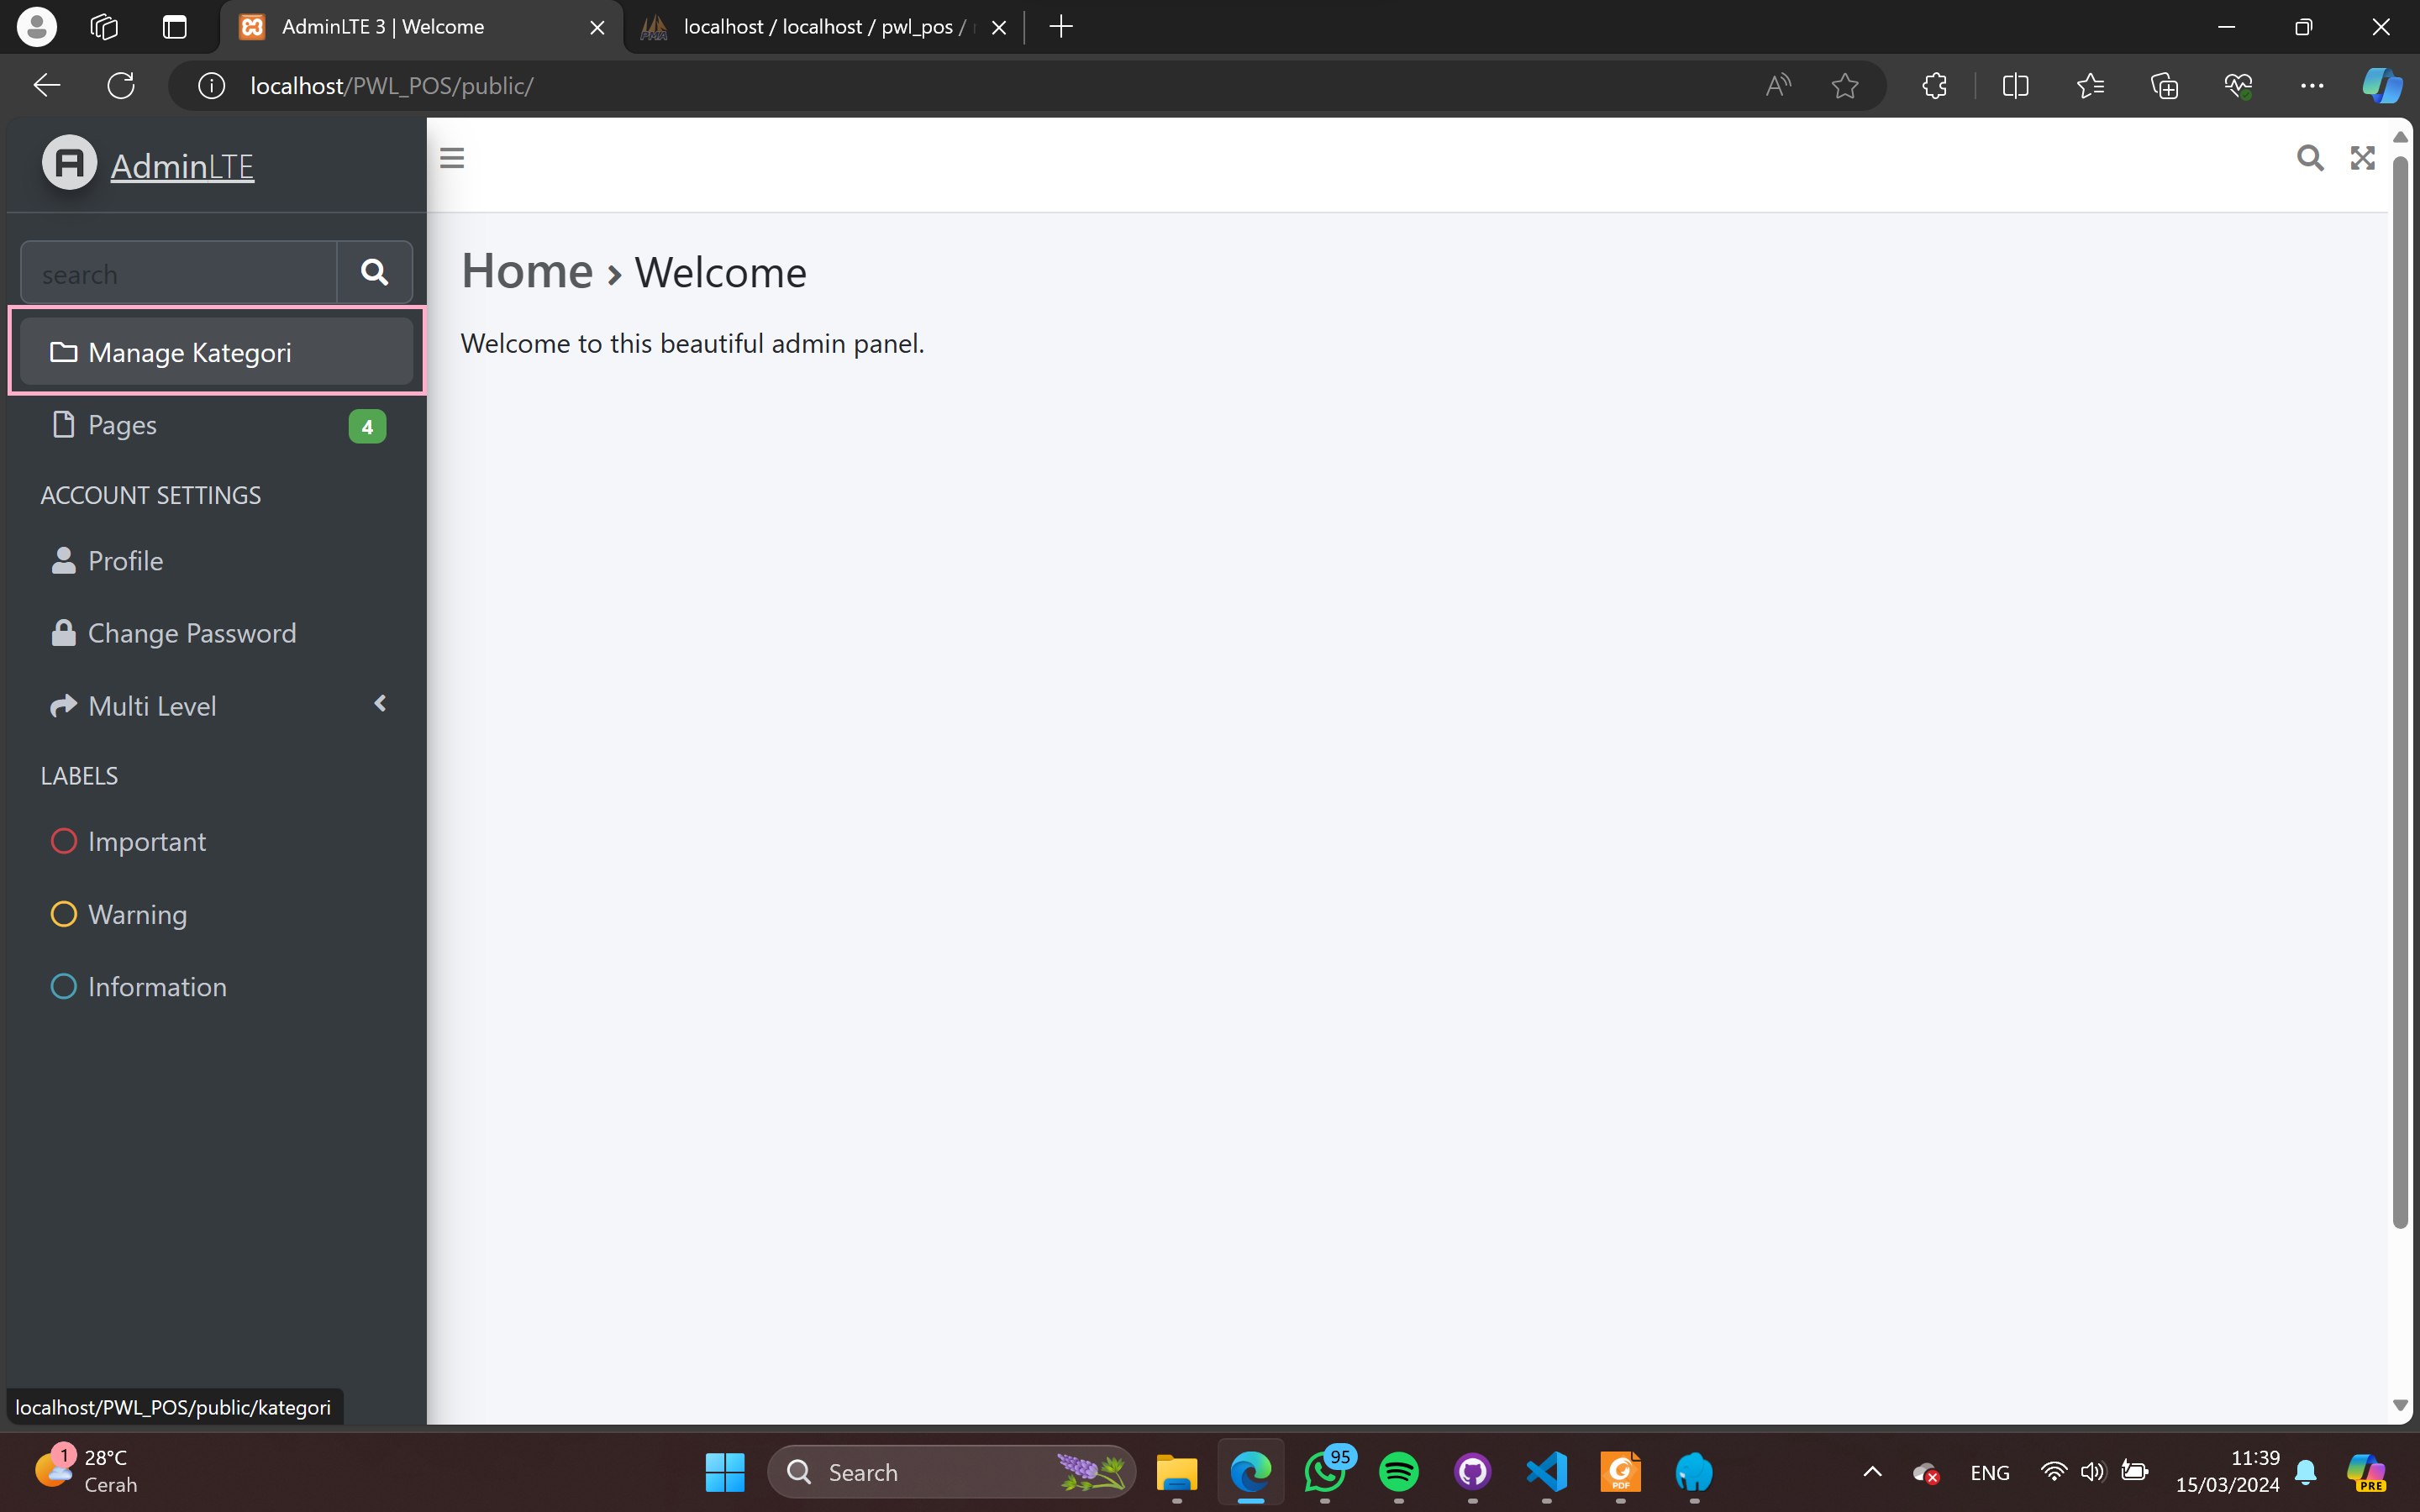 AdminLTE 3 | Welcome
localhost / localhost / pwl_pos /
localhost/PWL_POS/public/
AdminLTE
search
Home › Welcome
Welcome to this beautiful admin panel.
Manage Kategori
Pages
4
ACCOUNT SETTINGS
Profile
Change Password
Multi Level
LABELS
Important
Warning
Information
localhost/PWL_POS/public/kategori
1
28°C
Cerah
Search
95
PDF
ENG
11:39
15/03/2024
PRE